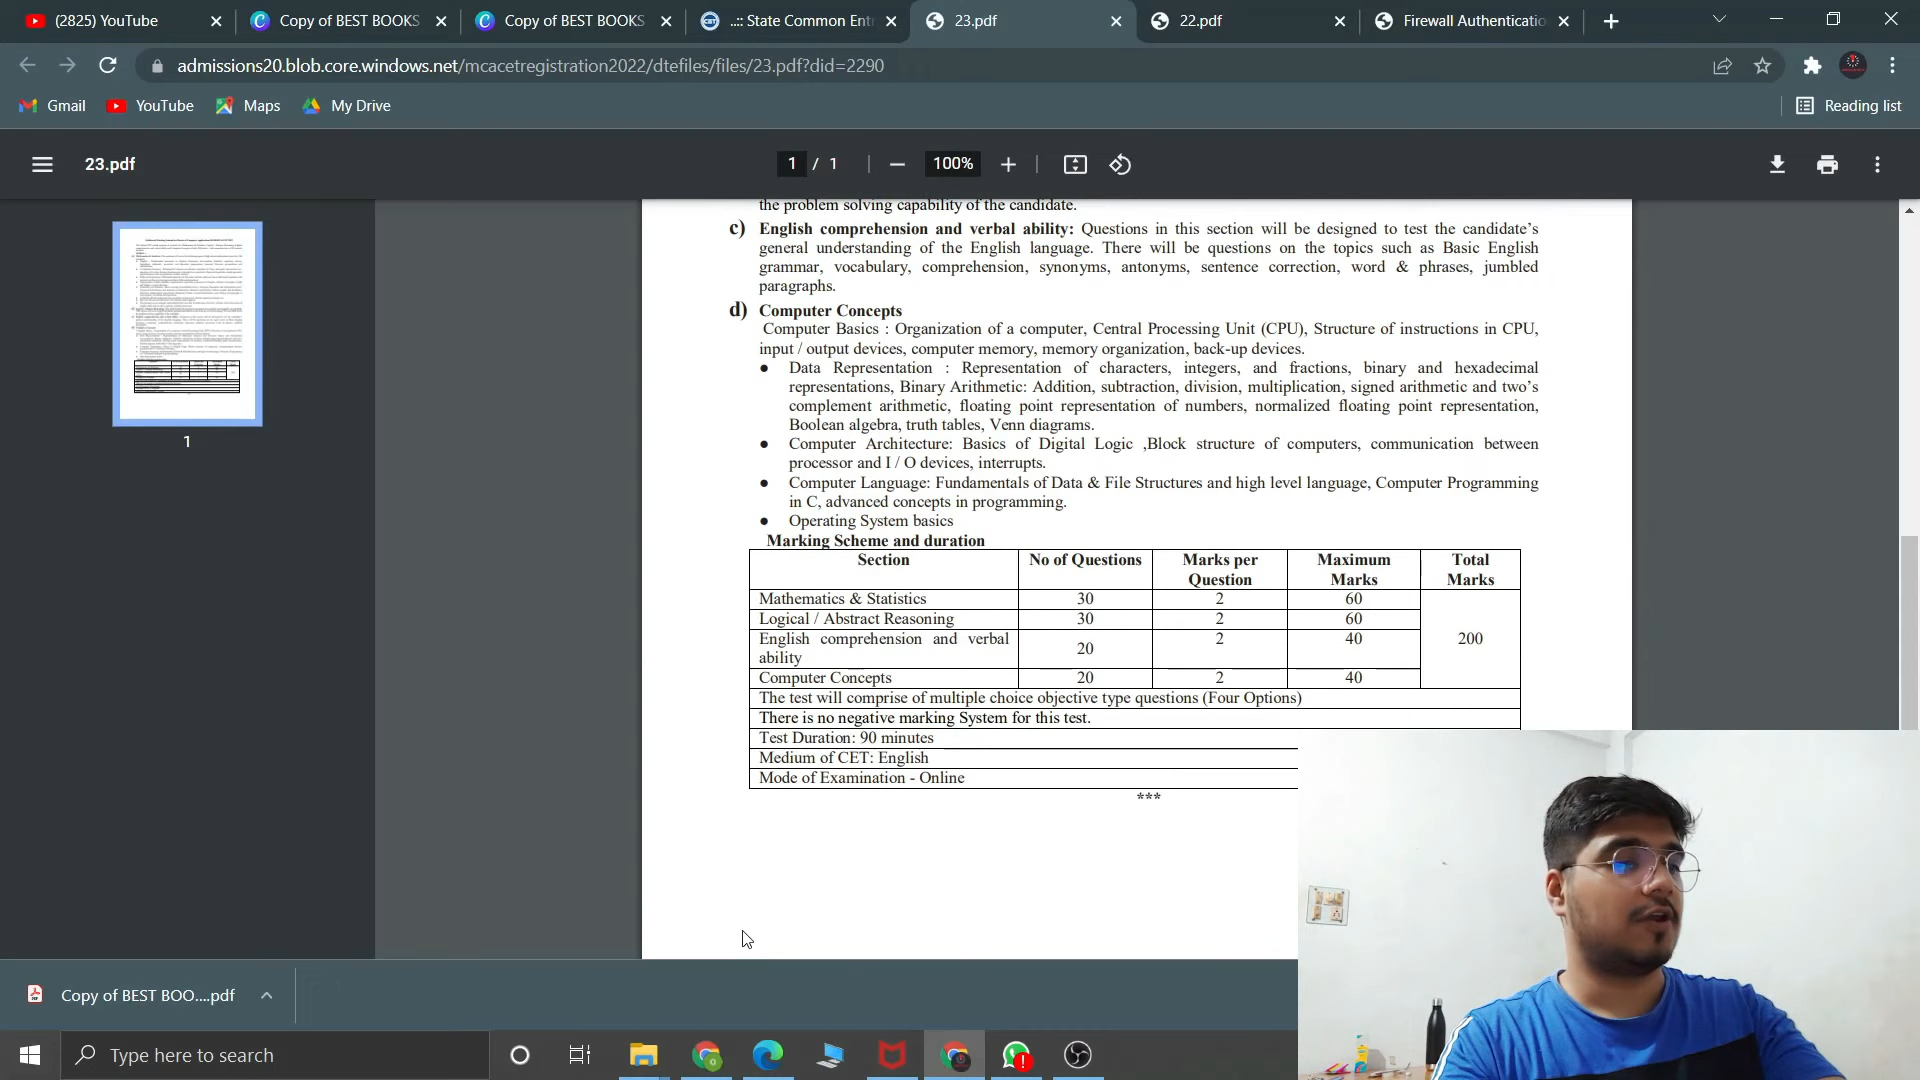 (2825) YouTube
Copy of BEST BOOKS
Copy of BEST BOOKS
..:: State Common Entr
23.pdf
22.pdf
Firewall Authenticatio
admissions20.blob.core.windows.net/mcacetregistration2022/dtefiles/files/23.pdf?did=2290
Gmail
YouTube
Maps
My Drive
Reading list
23.pdf
1 / 1
100%
1
the problem solving capability of the candidate.
c) English comprehension and verbal ability: Questions in this section will be designed to test the candidate's
general understanding of the English language. There will be questions on the topics such as Basic English
grammar, vocabulary, comprehension, synonyms, antonyms, sentence correction, word & phrases, jumbled
paragraphs.
d) Computer Concepts
Computer Basics : Organization of a computer, Central Processing Unit (CPU), Structure of instructions in CPU,
input / output devices, computer memory, memory organization, back-up devices.
● Data Representation : Representation of characters, integers, and fractions, binary and hexadecimal
representations, Binary Arithmetic: Addition, subtraction, division, multiplication, signed arithmetic and two's
complement arithmetic, floating point representation of numbers, normalized floating point representation,
Boolean algebra, truth tables, Venn diagrams.
● Computer Architecture: Basics of Digital Logic ,Block structure of computers, communication between
processor and I / O devices, interrupts.
● Computer Language: Fundamentals of Data & File Structures and high level language, Computer Programming
in C, advanced concepts in programming.
● Operating System basics
Marking Scheme and duration
Section No of Questions Marks per Question Maximum Marks Total Marks
Mathematics & Statistics 30 2 60
Logical / Abstract Reasoning 30 2 60
English comprehension and verbal ability 20 2 40 200
Computer Concepts 20 2 40
The test will comprise of multiple choice objective type questions (Four Options)
There is no negative marking System for this test.
Test Duration: 90 minutes
Medium of CET: English
Mode of Examination - Online
***
Copy of BEST BOO....pdf
Type here to search